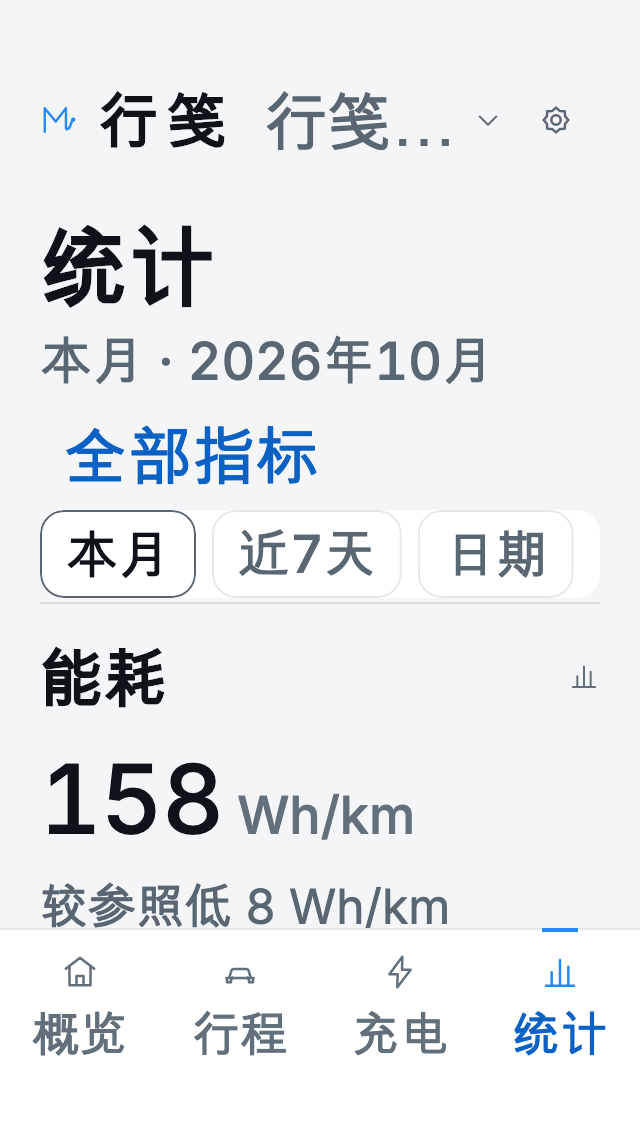 行笺 行笺...
统计
本月 · 2026年10月
全部指标
本月 近7天 日期
能耗
158 Wh/km
较参照低 8 Wh/km
概览 行程 充电 统计